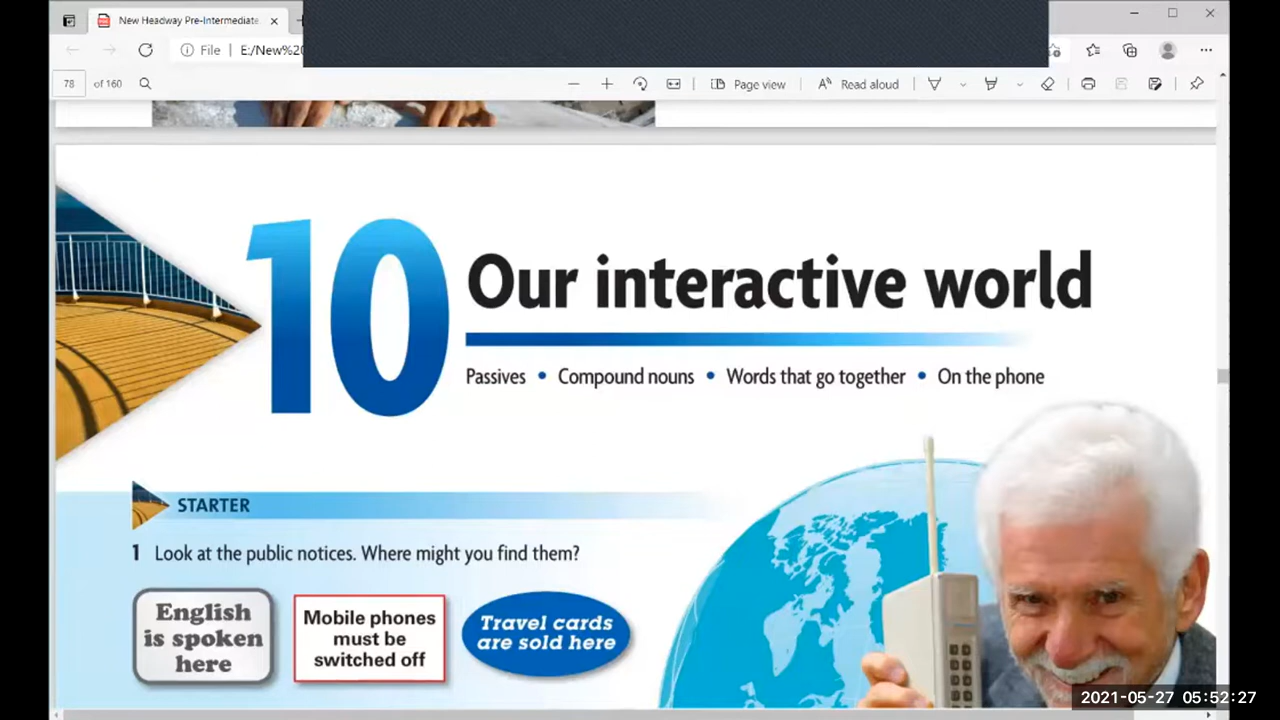 New Headway Pre-Intermediate
File E:/New%20
78 of 160 Page view Read aloud
10 Our interactive world
Passives • Compound nouns • Words that go together • On the phone
STARTER
1 Look at the public notices. Where might you find them?
English
is spoken
here
Mobile phones
must be
switched off
Travel cards
are sold here
2021-05-27 05:52:27